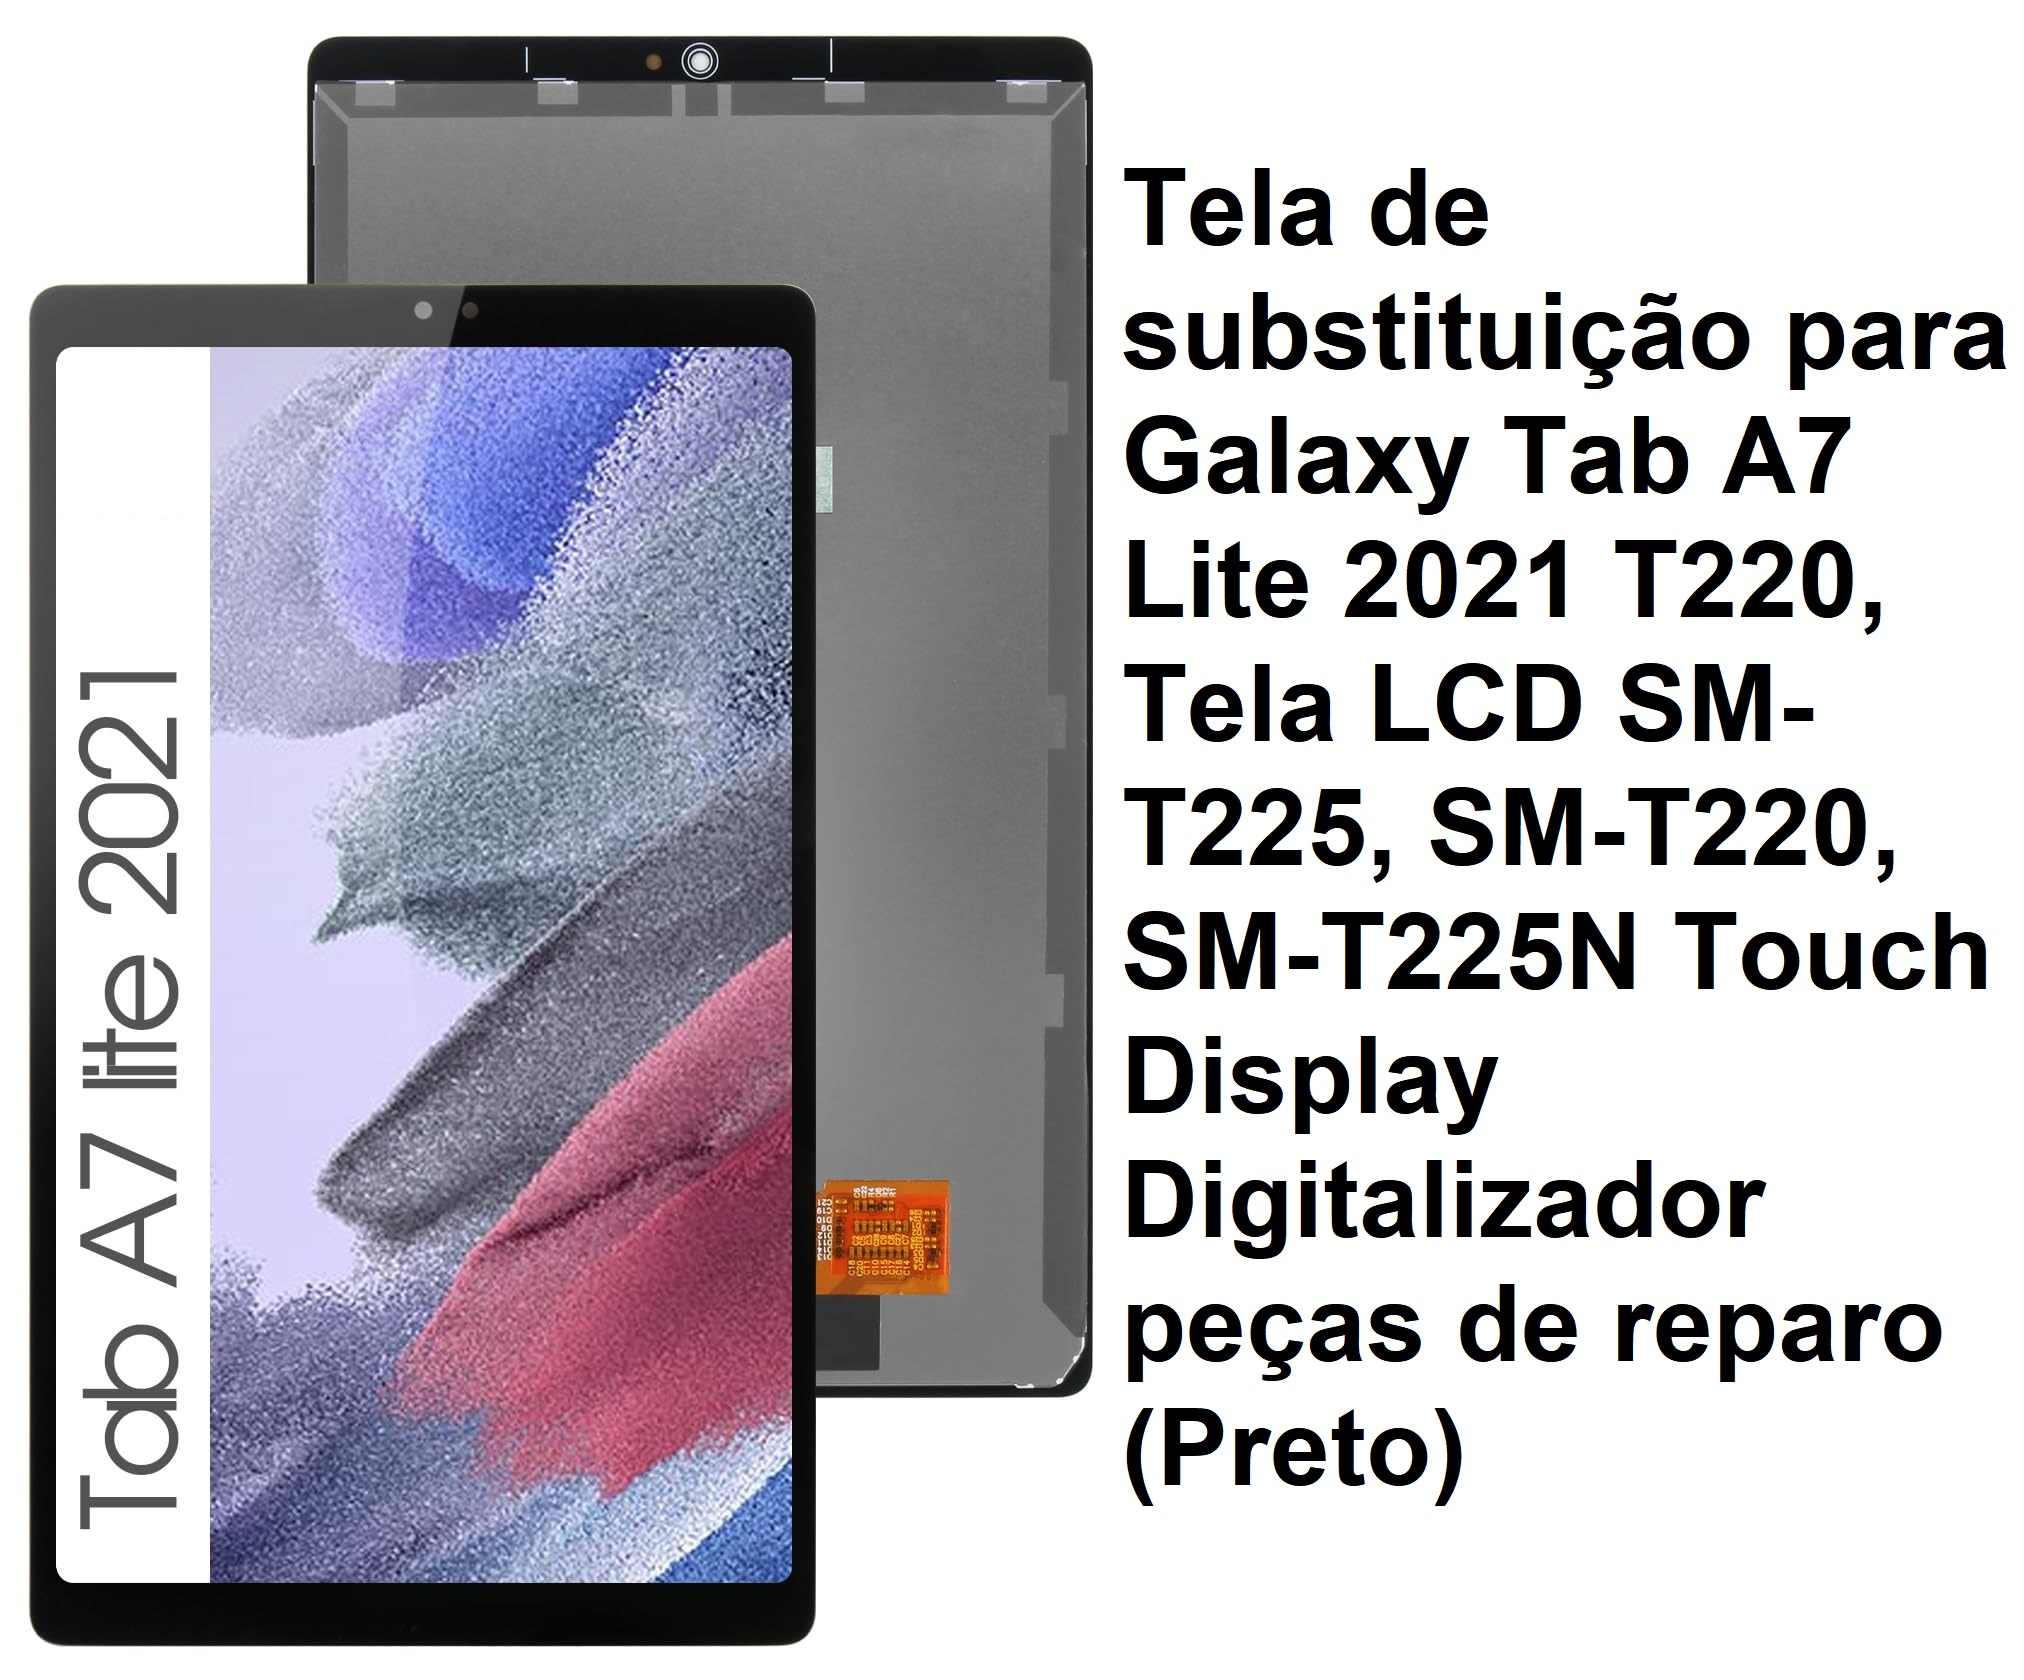 Tab A7 lite 2021
Tela de
substituição para
Galaxy Tab A7
Lite 2021 T220,
Tela LCD SM-
T225, SM-T220,
SM-T225N Touch
Display
Digitalizador
peças de reparo
(Preto)